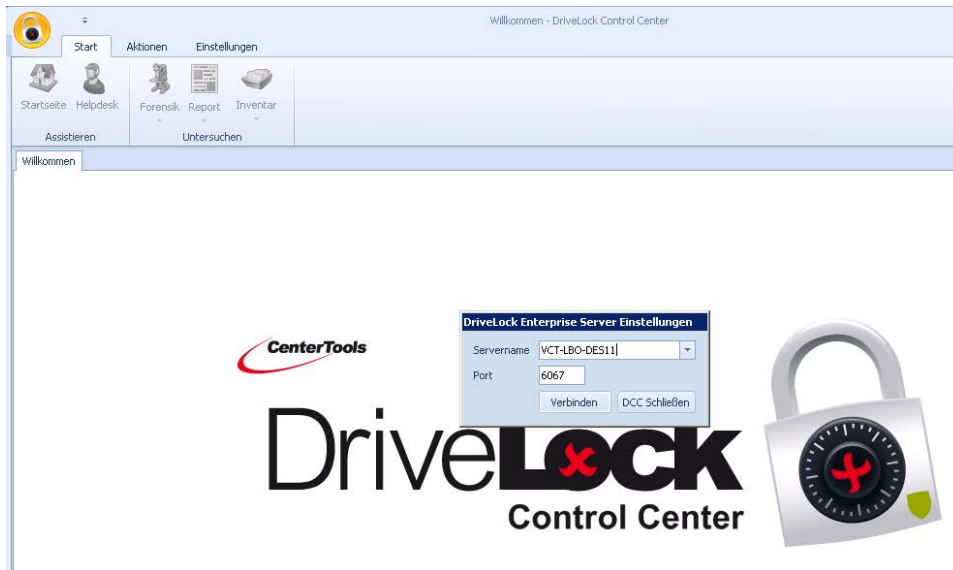 Willkommen - DriveLock Control Center
Start Aktionen Einstellungen
Startseite Helpdesk Forensik Report Inventar
Assistieren Untersuchen
Willkommen
DriveLock Enterprise Server Einstellungen
Servername VCT-LBO-DES11
Port 6067
Verbinden DCC Schließen
CenterTools
DriveLock
Control Center